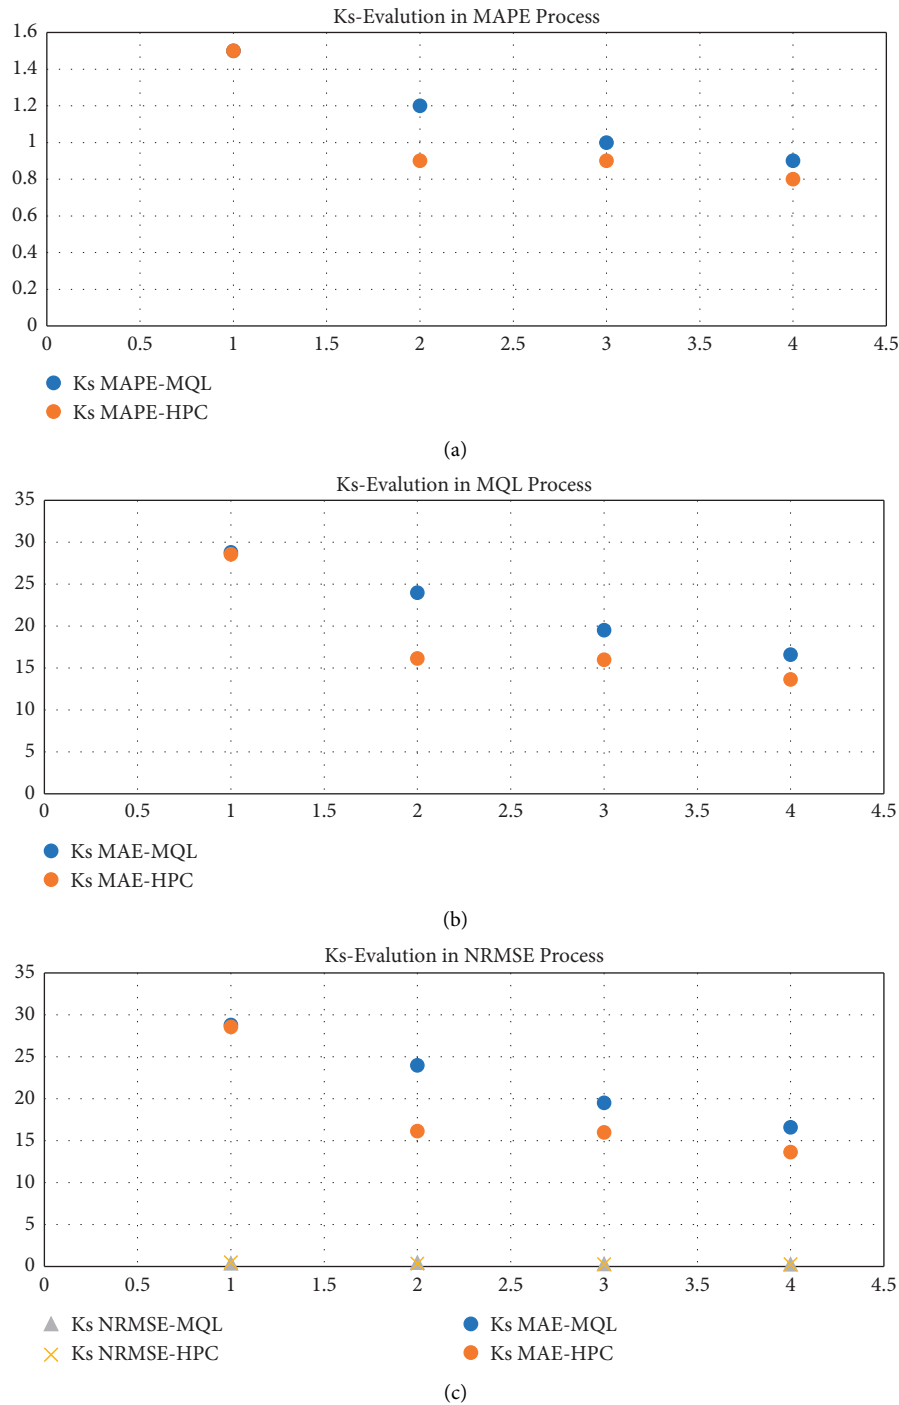 Ks-Evalution in MAPE Process
1.6
1.4
1.2
1
0.8
0.6
0.4
0.2
0
0 0.5 1 1.5 2 2.5 3 3.5 4 4.5
Ks MAPE-MQL
Ks MAPE-HPC
(a)
Ks-Evalution in MQL Process
35
30
25
20
15
10
5
0
0 0.5 1 1.5 2 2.5 3 3.5 4 4.5
Ks MAE-MQL
Ks MAE-HPC
(b)
Ks-Evalution in NRMSE Process
35
30
25
20
15
10
5
0
0 0.5 1 1.5 2 2.5 3 3.5 4 4.5
Ks NRMSE-MQL
Ks NRMSE-HPC
Ks MAE-MQL
Ks MAE-HPC
(c)